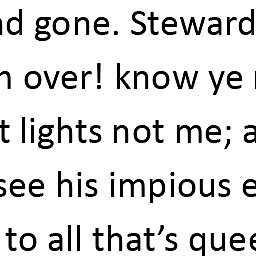 nd gone. Steward
over! know ye
lights not me; a
see his impious e
to all that's quee